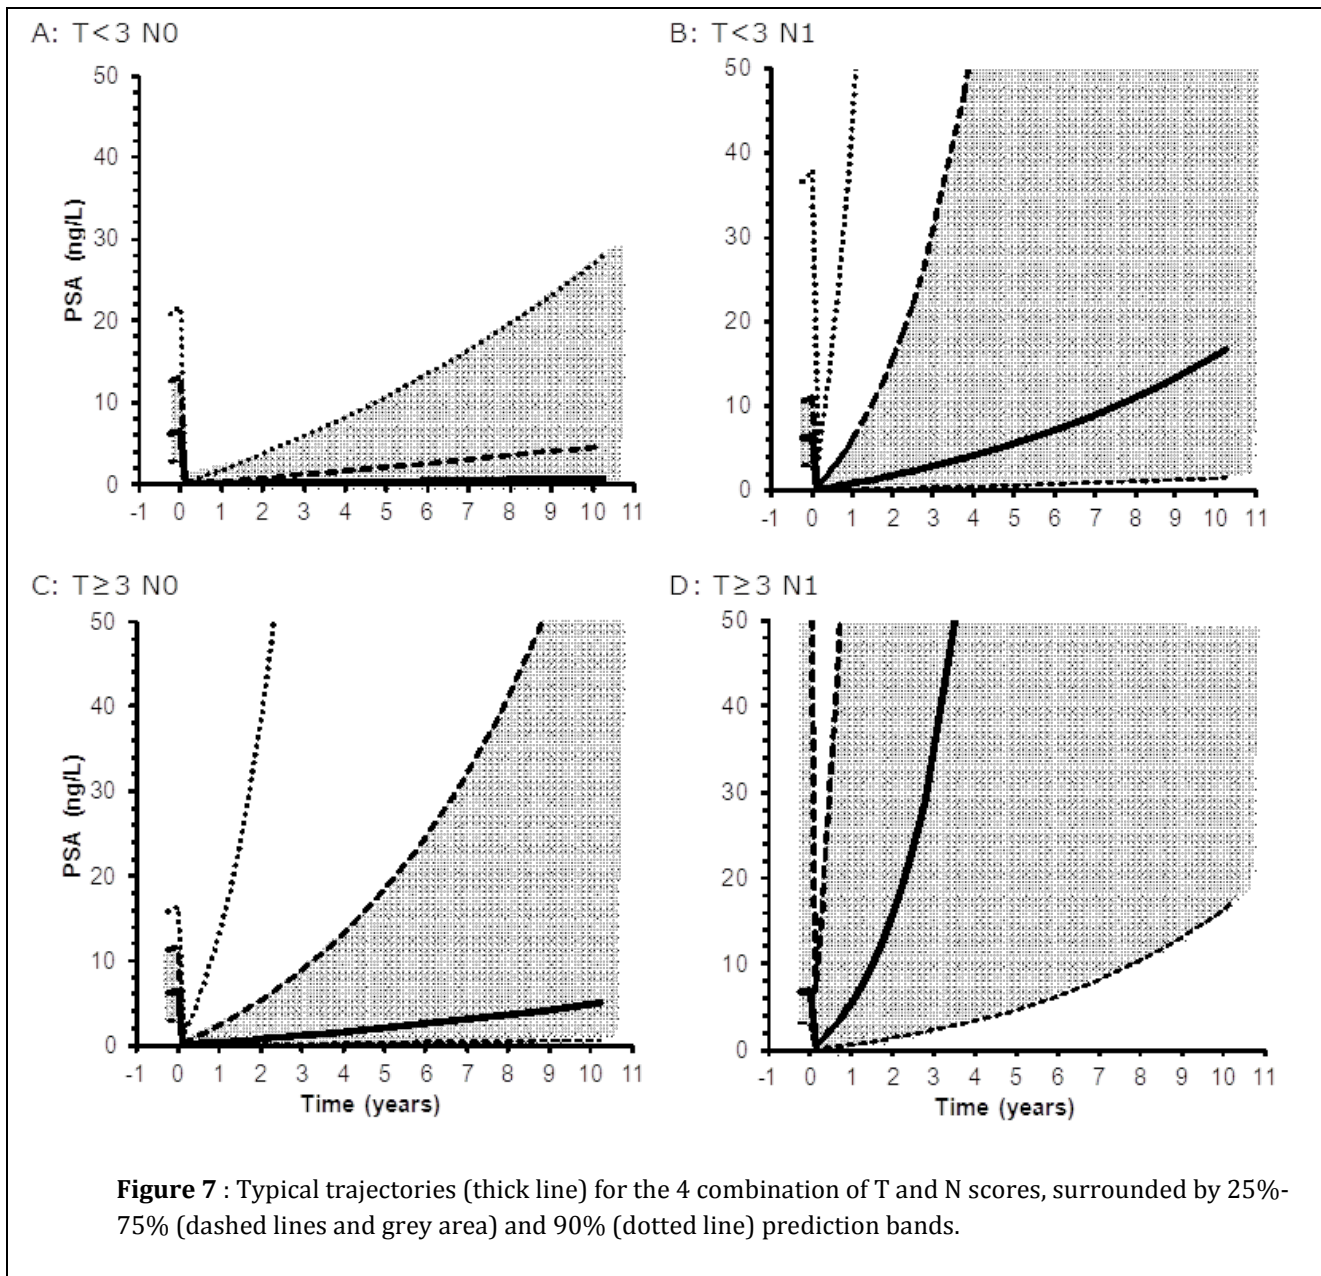 A: T<3 N0
B: T<3 N1
50
40
30
20
10
0
PSA (ng/L)
-1 0 1 2 3 4 5 6 7 8 9 10 11
50
40
30
20
10
0
-1 0 1 2 3 4 5 6 7 8 9 10 11
C: T≥3 N0
D: T≥3 N1
50
40
30
20
10
0
PSA (ng/L)
-1 0 1 2 3 4 5 6 7 8 9 10 11
Time (years)
50
40
30
20
10
0
-1 0 1 2 3 4 5 6 7 8 9 10 11
Time (years)
Figure 7 : Typical trajectories (thick line) for the 4 combination of T and N scores, surrounded by 25%-
75% (dashed lines and grey area) and 90% (dotted line) prediction bands.